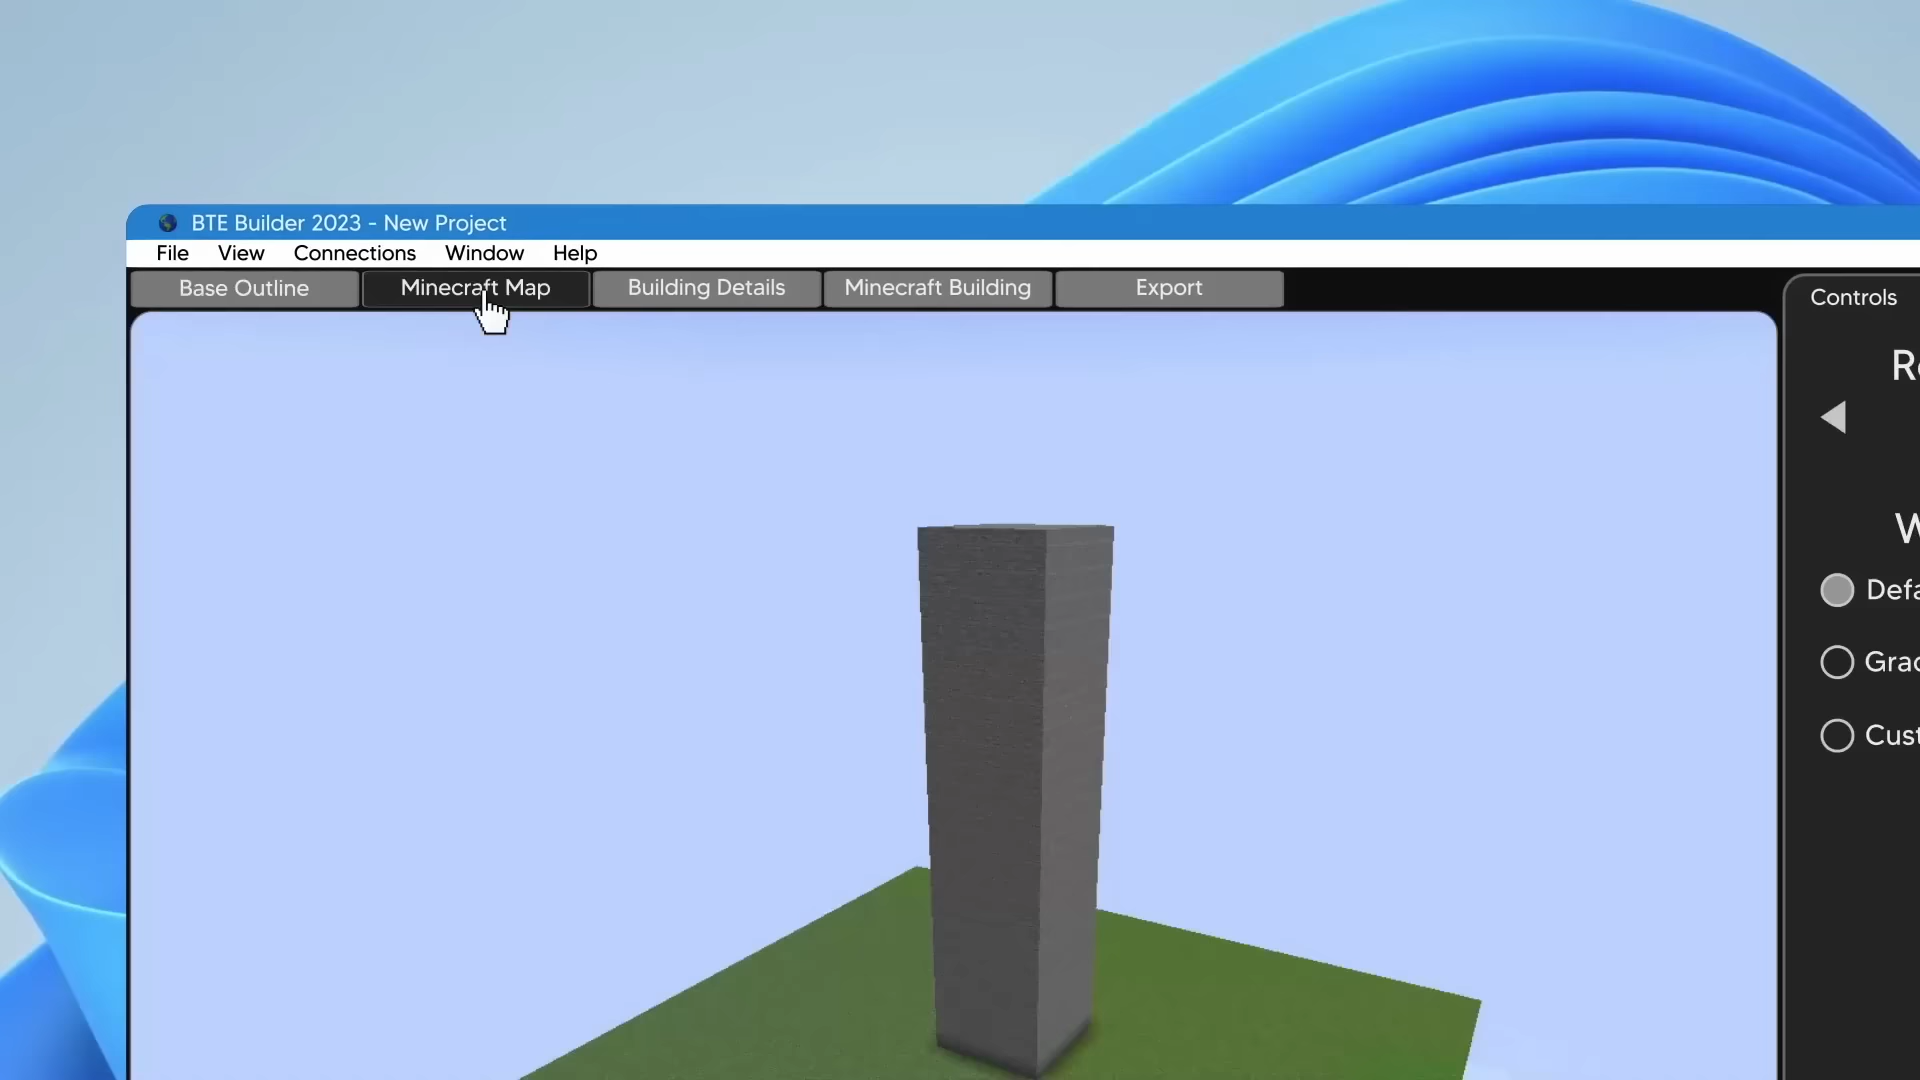 BTE Builder 2023 - New Project
File View Connections Window Help
Base Outline Minecraft Map Building Details Minecraft Building Export
Controls